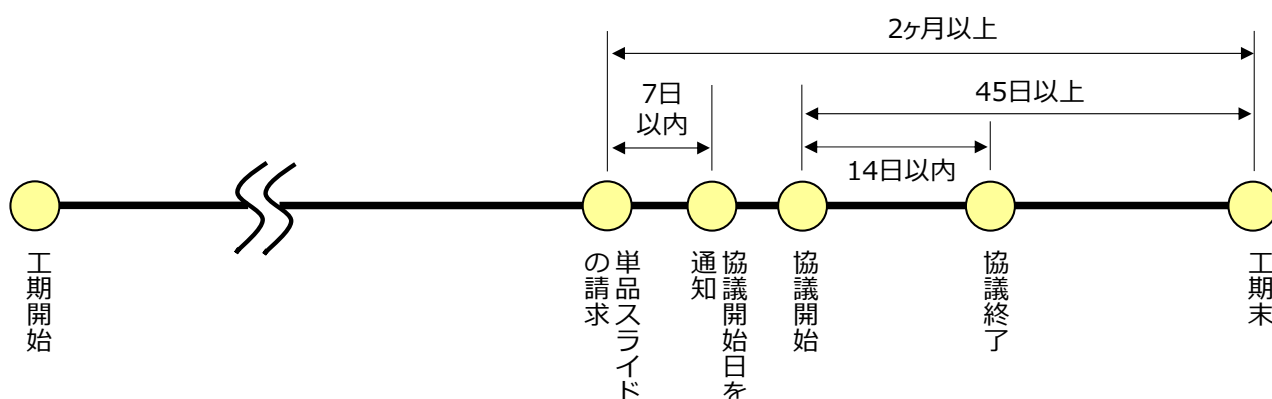 2ヶ月以上
7日
以内
45日以上
14日以内
工期開始
単品スライド
の請求
協議開始日を
通知
協議開始
協議終了
工期末